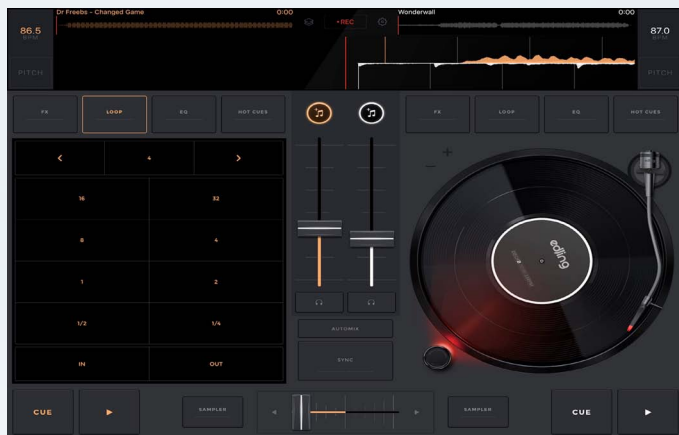 Dr Freebs - Changed Game 0:00
+REC
Wonderwall 0:00
86.5
BPM
87.0
BPM
PITCH
PITCH
FX LOOP EQ HOT CUES
FX LOOP EQ HOT CUES
< 4 >
16 32
8 4
1 2
1/2 1/4
IN OUT
edjing
AUTOMIX
SYNC
CUE
SAMPLER
SAMPLER
CUE